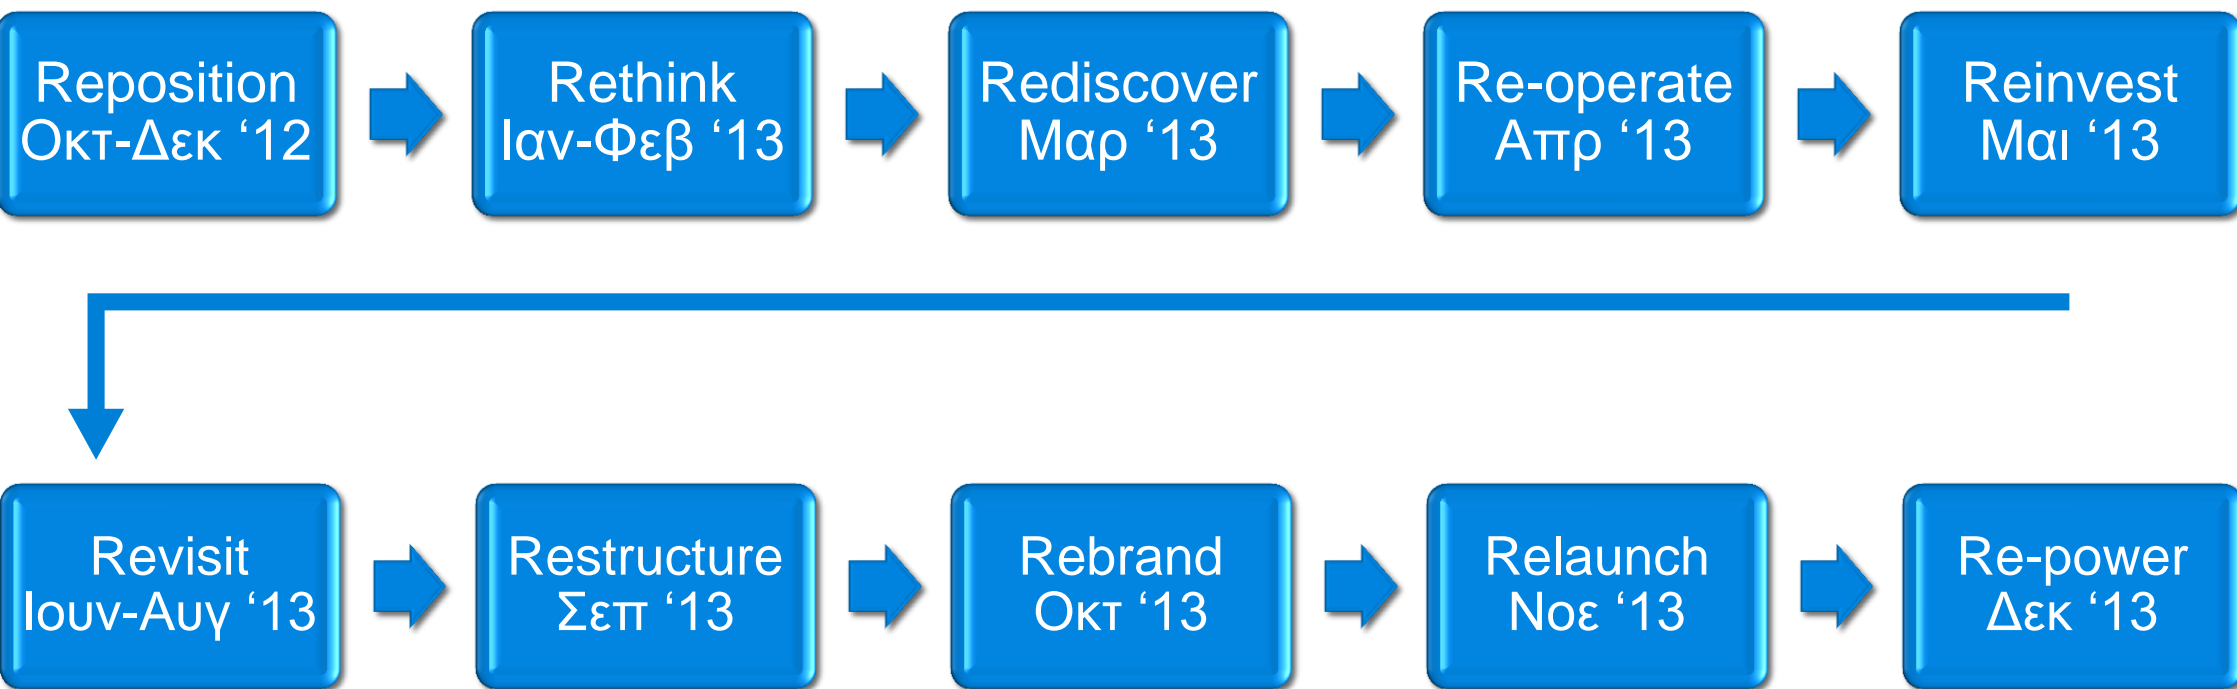 Reposition
Οκτ-Δεκ ‘12
Rethink
Ιαν-Φεβ ‘13
Rediscover
Μαρ ‘13
Re-operate
Απρ ‘13
Reinvest
Μαι ‘13
Revisit
Ιουν-Αυγ ‘13
Restructure
Σεπ ‘13
Rebrand
Οκτ ‘13
Relaunch
Νοε ‘13
Re-power
Δεκ ‘13